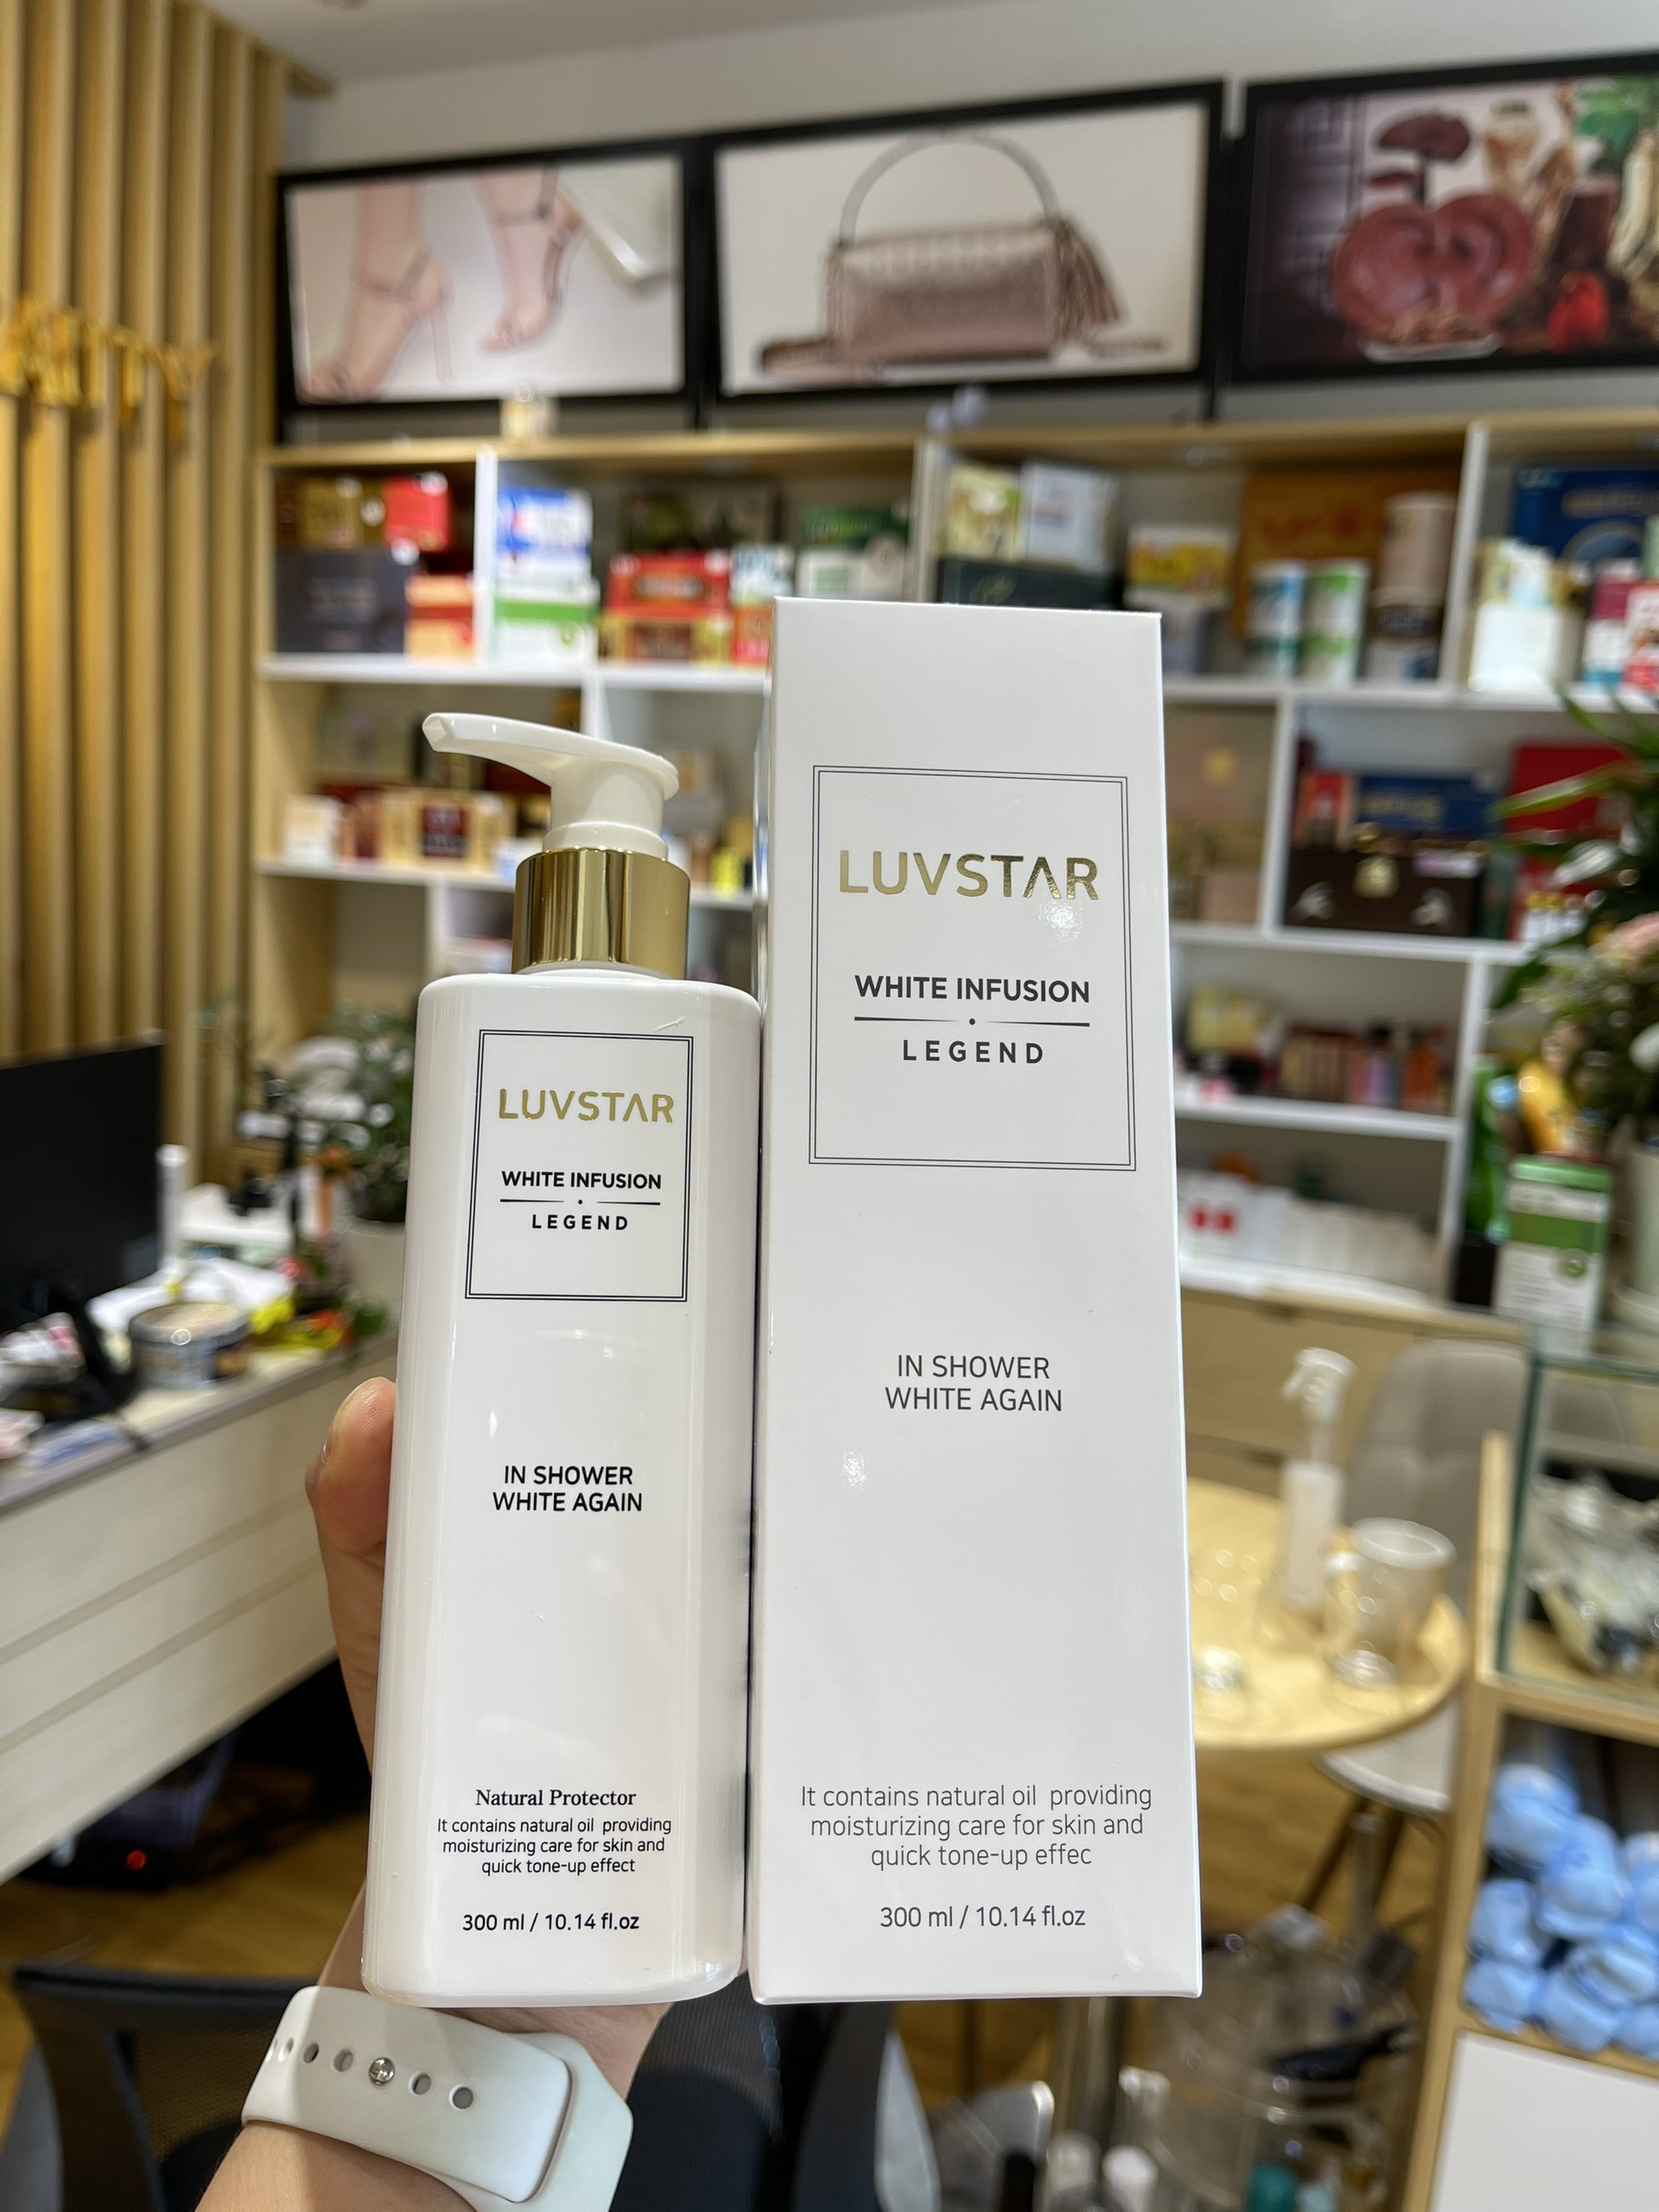 LUVSTAR
WHITE INFUSION
LEGEND
IN SHOWER
WHITE AGAIN
Natural Protector
It contains natural oil providing
moisturizing care for skin and
quick tone-up effect
300 ml / 10.14 fl.oz
LUVSTAR
WHITE INFUSION
LEGEND
IN SHOWER
WHITE AGAIN
It contains natural oil providing
moisturizing care for skin and
quick tone-up effec
300 ml / 10.14 fl.oz